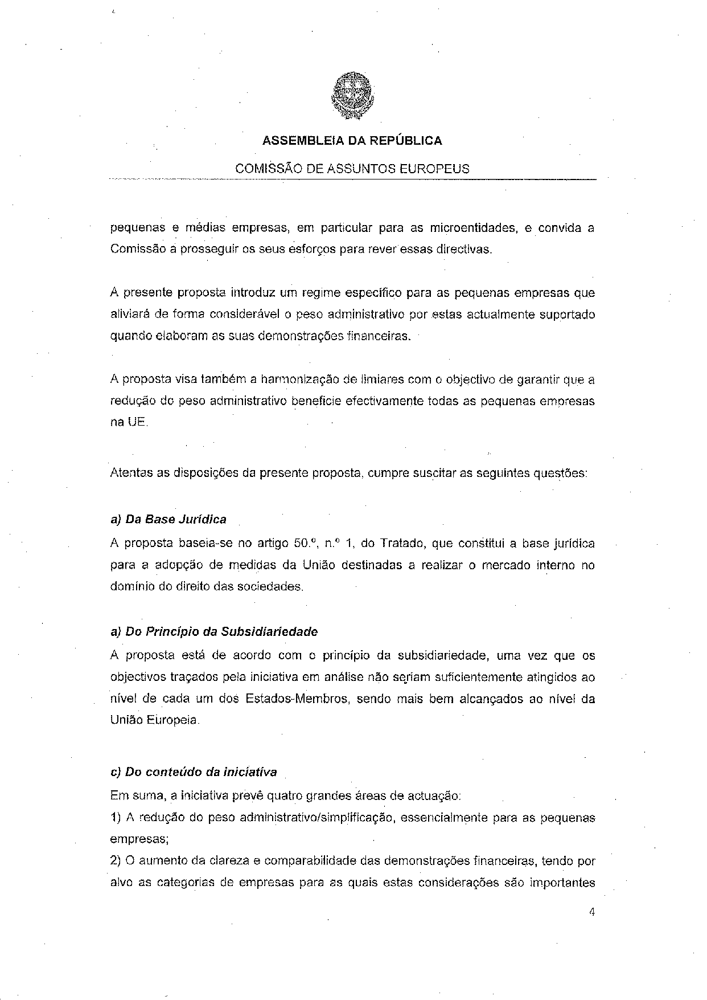 ASSEMBLEIA DA REPÚBLICA
COMISSÃO DE ASSUNTOS EUROPEUS
pequenas e médias empresas, em particular para as microentidades, e convida a
Comissão a prosseguir os seus esforços para rever essas directivas.
A presente proposta introduz um regime específico para as pequenas empresas que
aliviará de forma considerável o peso administrativo por estas actualmente suportado
quando elaboram as suas demonstrações financeiras.
A proposta visa também a harmonização de limiares com o objectivo de garantir que a
redução do peso administrativo beneficie efectivamente todas as pequenas empresas
na UE.
Atentas as disposições da presente proposta, cumpre suscitar as seguintes questões:
a) Da Base Jurídica
A proposta baseia-se no artigo 50.º, n.º 1, do Tratado, que constitui a base jurídica
para a adopção de medidas da União destinadas a realizar o mercado interno no
domínio do direito das sociedades.
a) Do Princípio da Subsidiariedade
A proposta está de acordo com o princípio da subsidiariedade, uma vez que os
objectivos traçados pela iniciativa em análise não seriam suficientemente atingidos ao
nível de cada um dos Estados-Membros, sendo mais bem alcançados ao nível da
União Europeia.
c) Do conteúdo da iniciativa
Em suma, a iniciativa prevê quatro grandes áreas de actuação:
1) A redução do peso administrativo/simplificação, essencialmente para as pequenas
empresas;
2) O aumento da clareza e comparabilidade das demonstrações financeiras, tendo por
alvo as categorias de empresas para as quais estas considerações são importantes
4